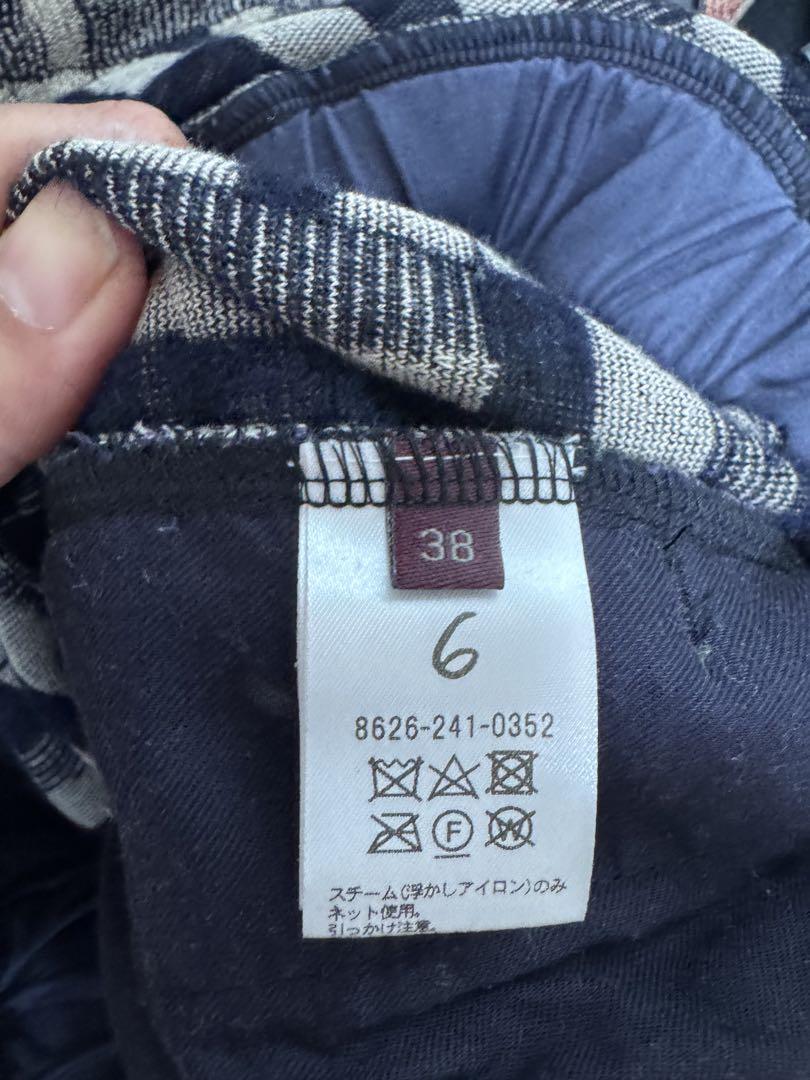 38
6
8626-241-0352
F
W
スチーム(浮かしアイロン)のみ
ネット使用。
引っかけ注意。